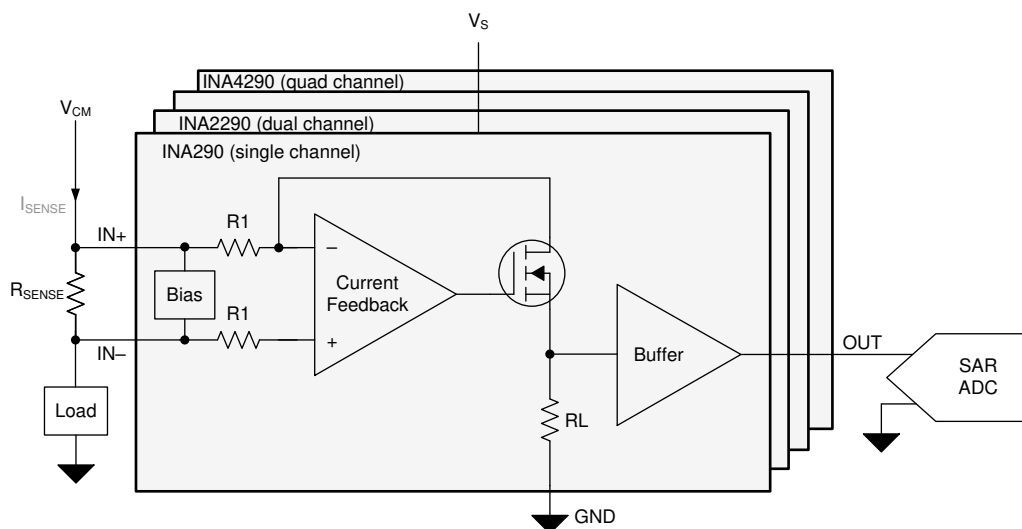 VS
INA4290 (quad channel)
VCM
INA2290 (dual channel)
INA290 (single channel)
ISENSE
R1
IN+
−
Current
Feedback
RSENSE
Bias
R1
+
IN–
Buffer
OUT
SAR
ADC
Load
RL
GND